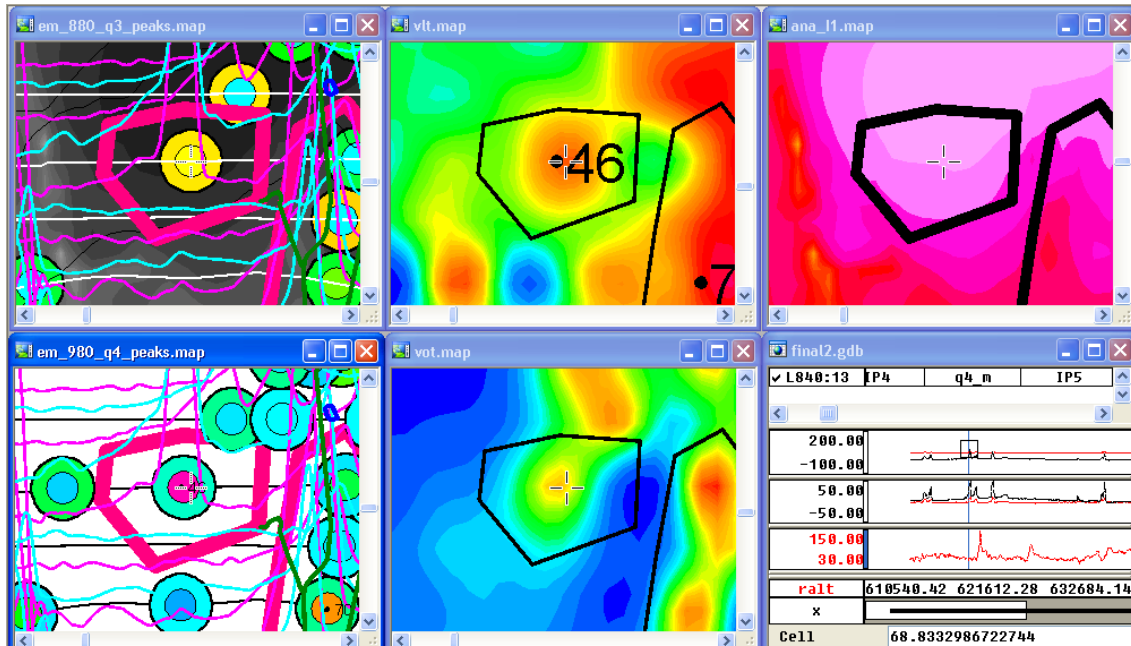 em_880_q3_peaks.map
vlt.map
ana_l1.map
46
7
em_980_q4_peaks.map
vot.map
final2.gdb
L840:13 IP4 q4_m IP5
200.00
-100.00
50.00
-50.00
150.00
30.00
ralt 610540.42 621612.28 632684.14
x
Cell 68.8332986722744